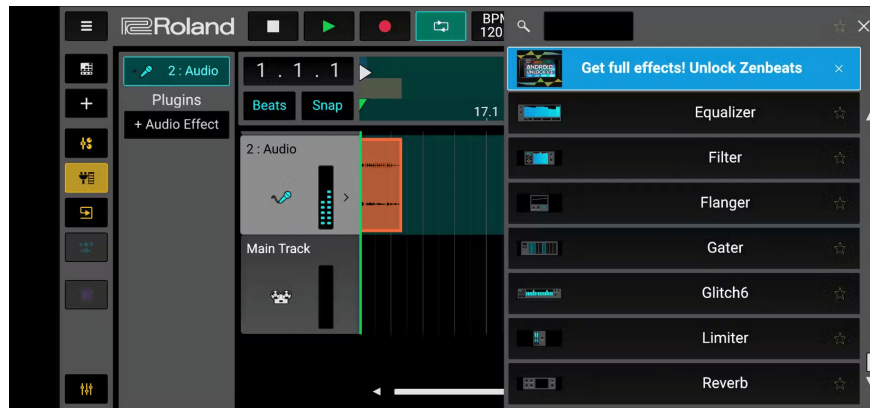 Roland
BPM
120
2 : Audio
1 . 1 . 1
Get full effects! Unlock Zenbeats
Plugins
Beats
Snap
17.1
Equalizer
+ Audio Effect
2 : Audio
Filter
Flanger
Main Track
Gater
Glitch6
Limiter
Reverb